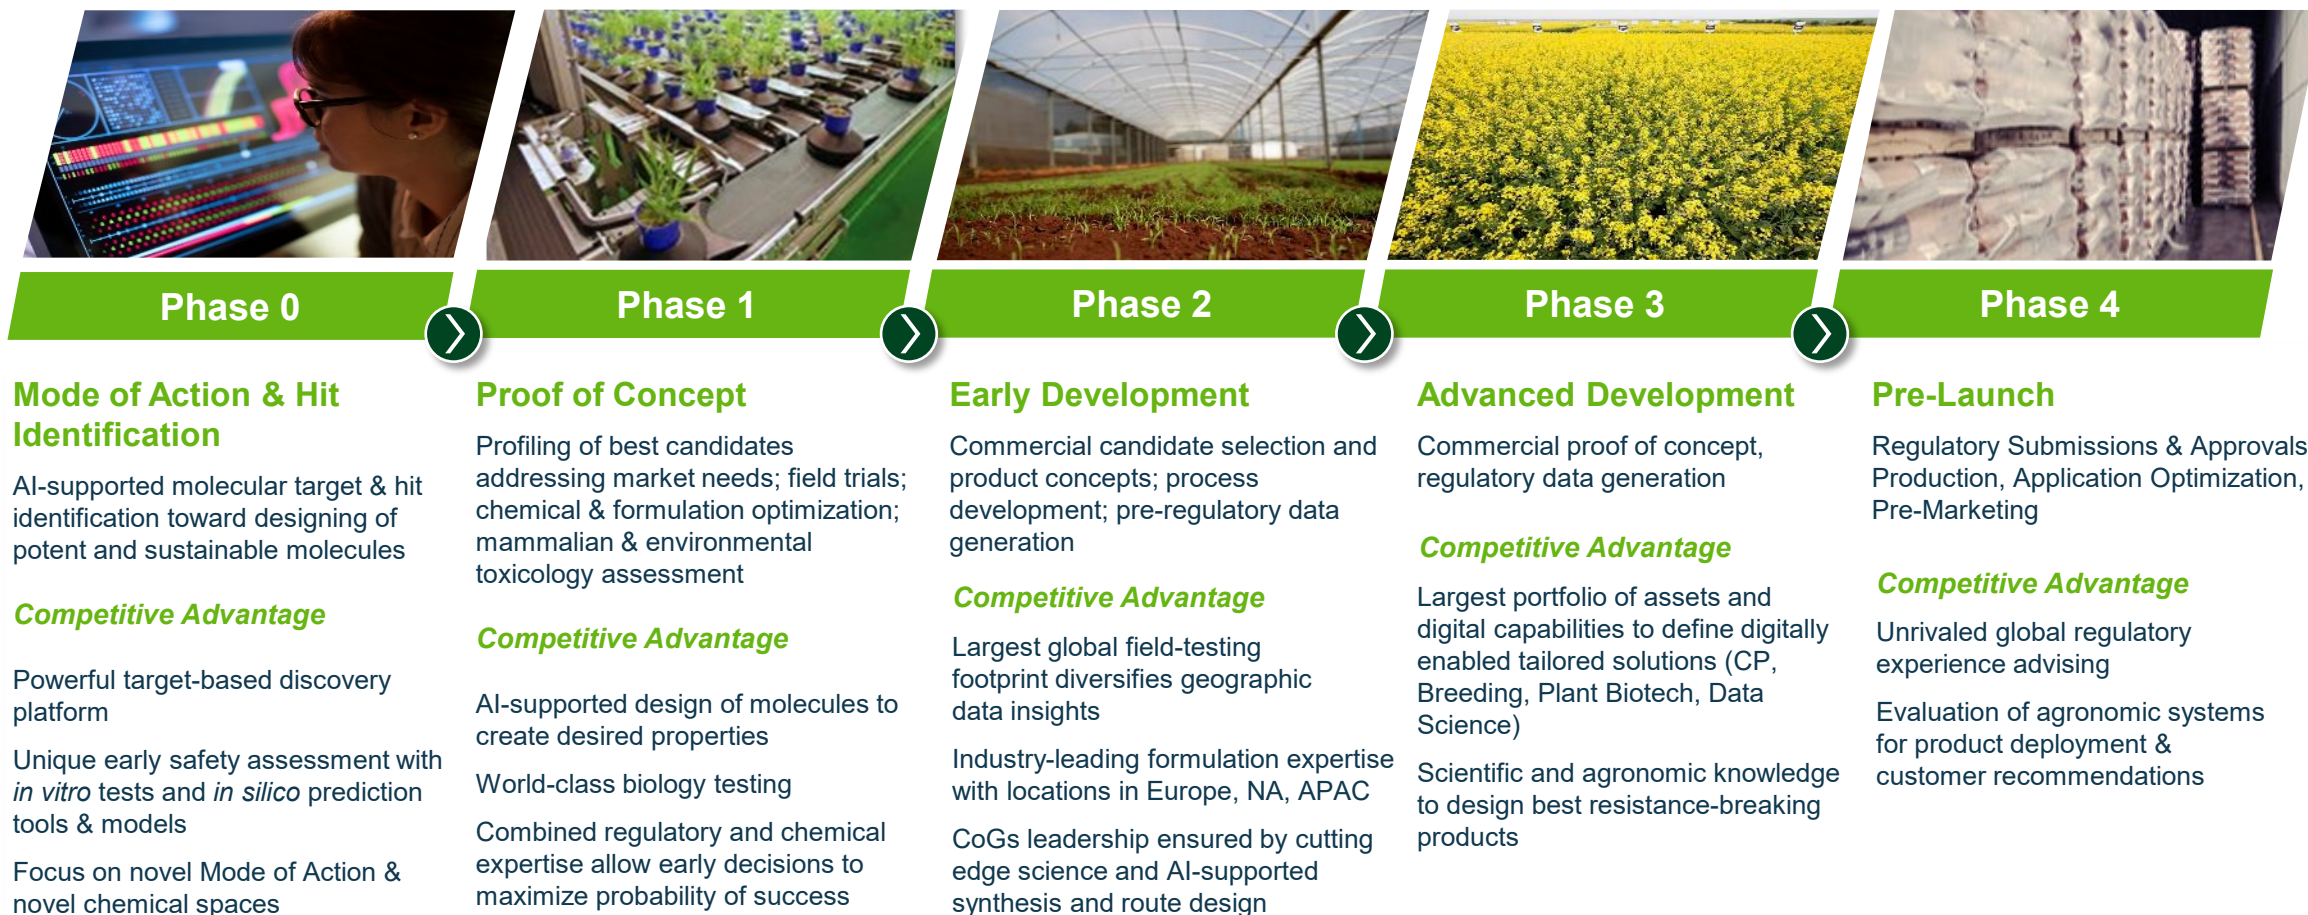 Phase 0
Phase 1
Phase 2
Phase 3
Phase 4
Mode of Action & Hit
Identification
AI-supported molecular target & hit
identification toward designing of
potent and sustainable molecules
Competitive Advantage
Powerful target-based discovery
platform
Unique early safety assessment with
in vitro tests and in silico prediction
tools & models
Focus on novel Mode of Action &
novel chemical spaces
Proof of Concept
Profiling of best candidates
addressing market needs; field trials;
chemical & formulation optimization;
mammalian & environmental
toxicology assessment
Competitive Advantage
AI-supported design of molecules to
create desired properties
World-class biology testing
Combined regulatory and chemical
expertise allow early decisions to
maximize probability of success
Early Development
Commercial candidate selection and
product concepts; process
development; pre-regulatory data
generation
Competitive Advantage
Largest global field-testing
footprint diversifies geographic
data insights
Industry-leading formulation expertise
with locations in Europe, NA, APAC
CoGs leadership ensured by cutting
edge science and AI-supported
synthesis and route design
Advanced Development
Commercial proof of concept,
regulatory data generation
Competitive Advantage
Largest portfolio of assets and
digital capabilities to define digitally
enabled tailored solutions (CP,
Breeding, Plant Biotech, Data
Science)
Scientific and agronomic knowledge
to design best resistance-breaking
products
Pre-Launch
Regulatory Submissions & Approvals
Production, Application Optimization,
Pre-Marketing
Competitive Advantage
Unrivaled global regulatory
experience advising
Evaluation of agronomic systems
for product deployment &
customer recommendations